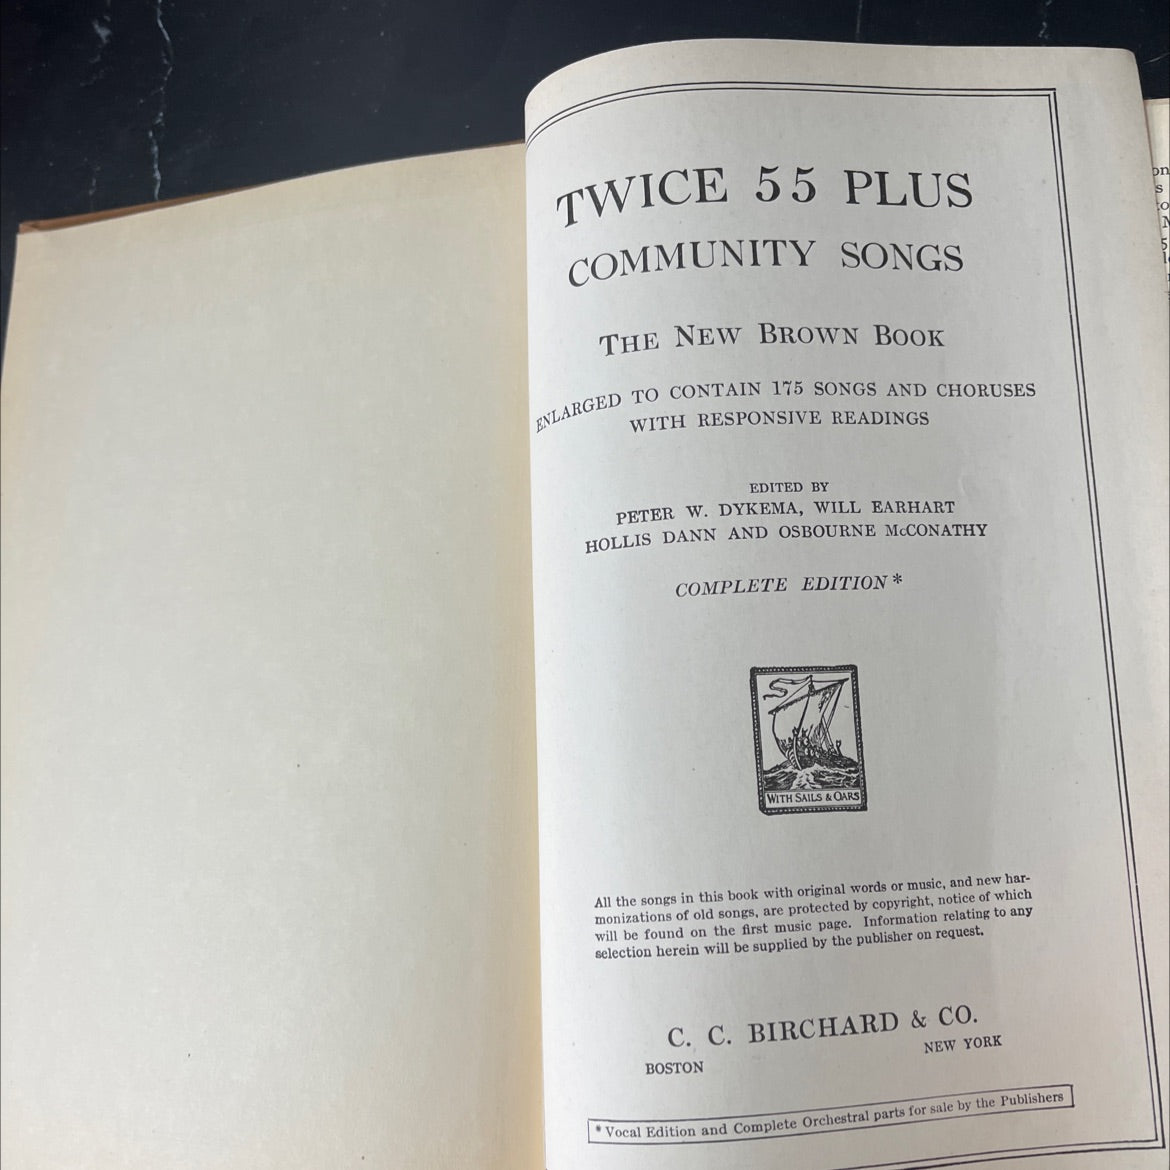 TWICE 55 PLUS
COMMUNITY SONGS
THE NEW BROWN BOOK
ENLARGED TO CONTAIN 175 SONGS AND CHORUSES
WITH RESPONSIVE READINGS
EDITED BY
PETER W. DYKEMA, WILL EARHART
HOLLIS DANN AND OSBOURNE McCONATHY
COMPLETE EDITION*
WITH SAILS & OARS
All the songs in this book with original words or music, and new har-
monizations of old songs, are protected by copyright, notice of which
will be found on the first music page. Information relating to any
selection herein will be supplied by the publisher on request.
C. C. BIRCHARD & CO.
BOSTON NEW YORK
* Vocal Edition and Complete Orchestral parts for sale by the Publishers